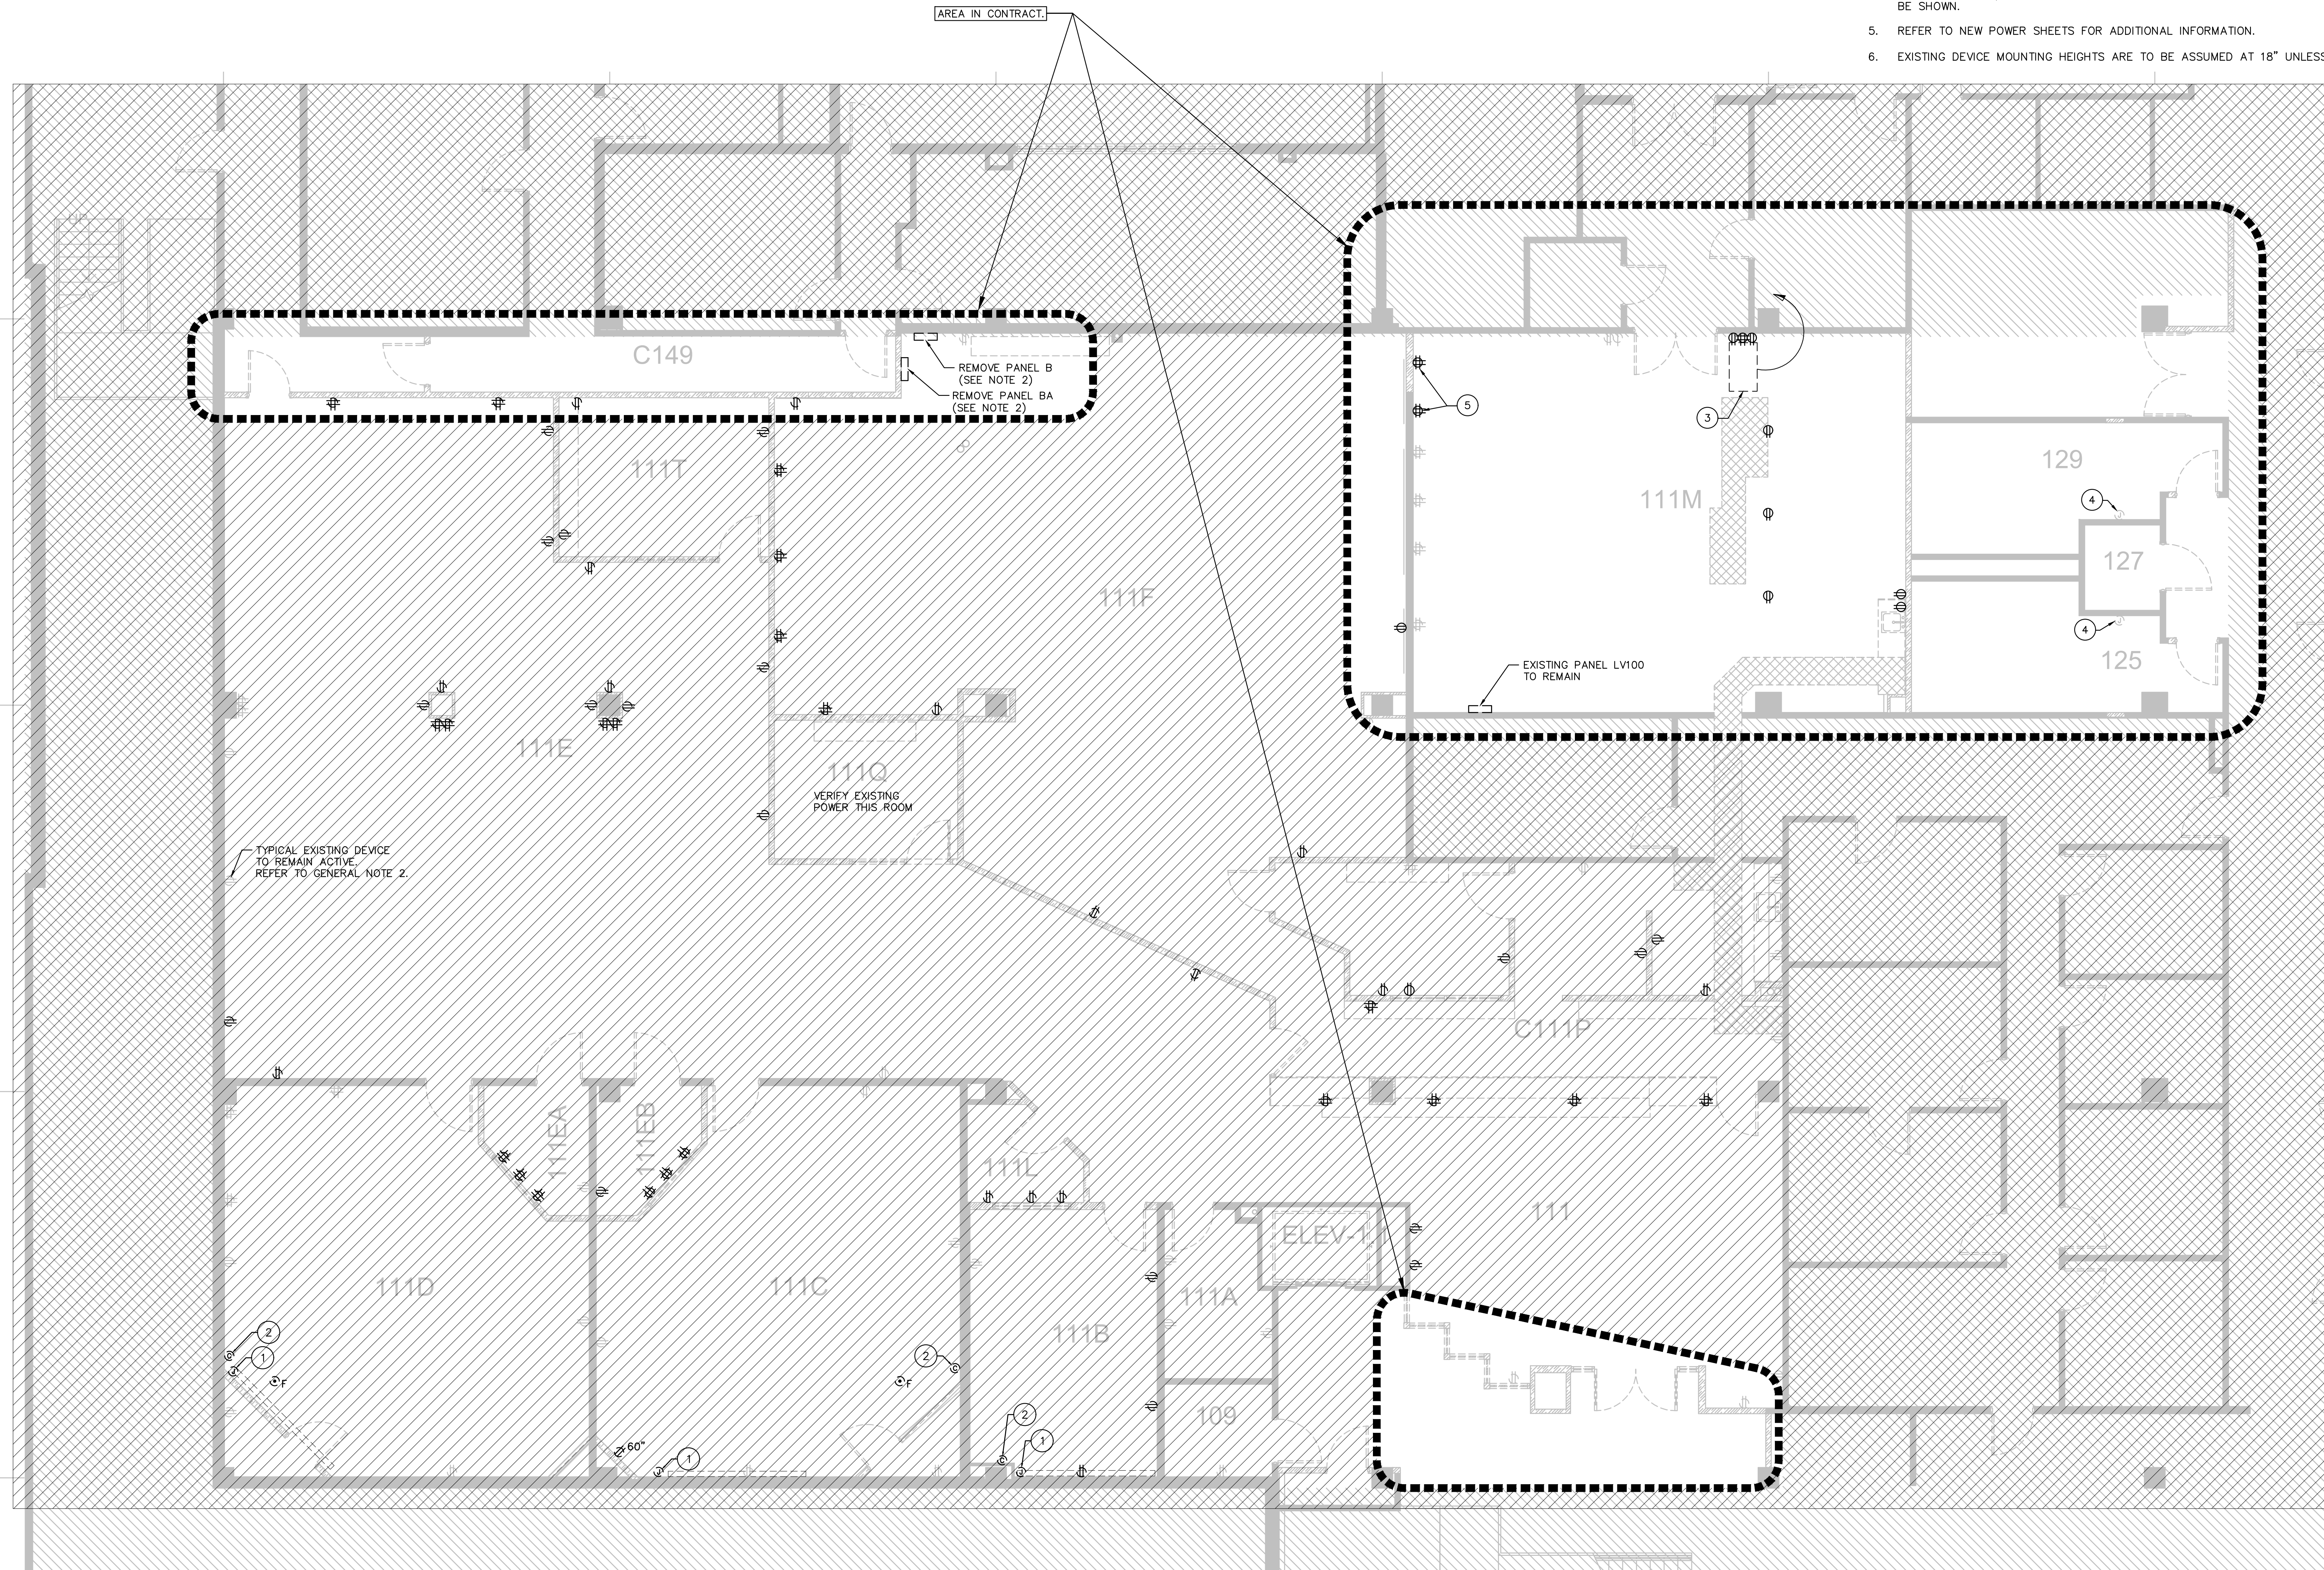 AREA IN CONTRACT.
BE SHOWN.
5. REFER TO NEW POWER SHEETS FOR ADDITIONAL INFORMATION.
6. EXISTING DEVICE MOUNTING HEIGHTS ARE TO BE ASSUMED AT 18" UNLESS
UP
C149
REMOVE PANEL B
(SEE NOTE 2)
REMOVE PANEL BA
(SEE NOTE 2)
5
3
111T
129
111M
4
127
111F
4
125
EXISTING PANEL LV100
TO REMAIN
111E
111Q
VERIFY EXISTING
POWER THIS ROOM
TYPICAL EXISTING DEVICE
TO REMAIN ACTIVE.
REFER TO GENERAL NOTE 2.
C111P
111EA
111EB
111L
111
ELEV-1.1
111D
111C
111A
111B
2
1
F
2
F
109
2
1
60"
1